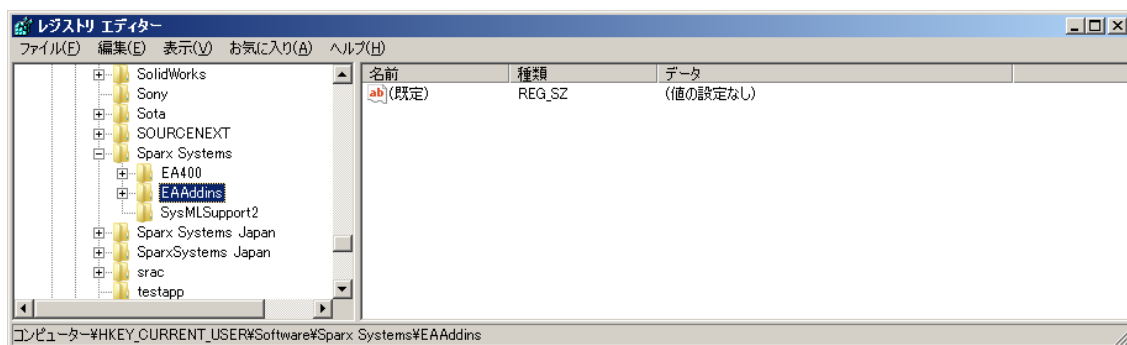 レジストリ エディター
ファイル(F) 編集(E) 表示(V) お気に入り(A) ヘルプ(H)
SolidWorks
Sony
Sota
SOURCENEXT
Sparx Systems
EA400
EAAddins
SysMLSupport2
Sparx Systems Japan
SparxSystems Japan
srac
testapp
名前 種類 データ
ab (既定) REG_SZ (値の設定なし)
コンピューター¥HKEY_CURRENT_USER¥Software¥Sparx Systems¥EAAddins